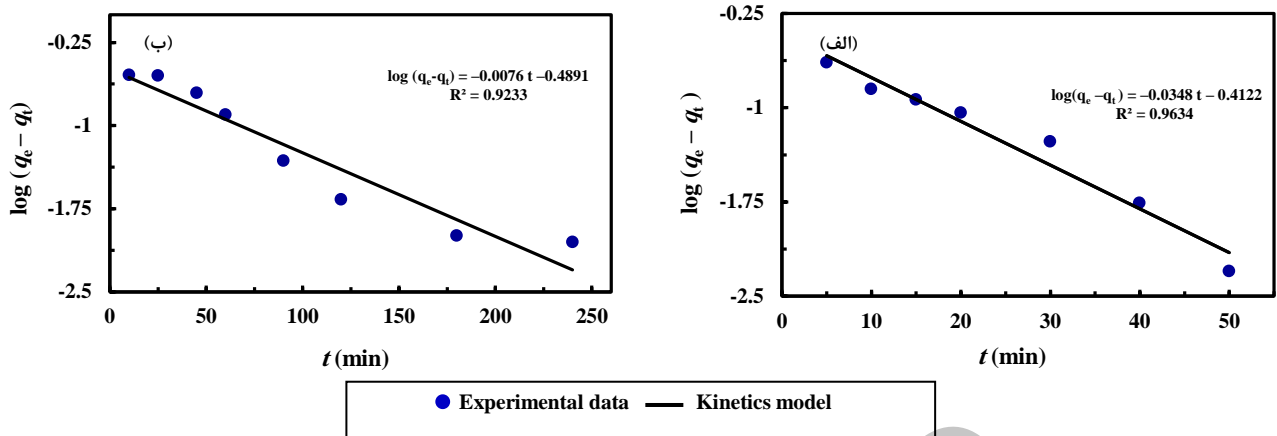 (ب)
log (qe-qt) = –0.0076 t –0.4891
R² = 0.9233
log (qe – qt)
-0.25
-1
-1.75
-2.5
0 50 100 150 200 250
t (min)
(الف)
log(qe –qt) = –0.0348 t – 0.4122
R² = 0.9634
log (qe – qt )
-0.25
-1
-1.75
-2.5
0 10 20 30 40 50
t (min)
Experimental data Kinetics model